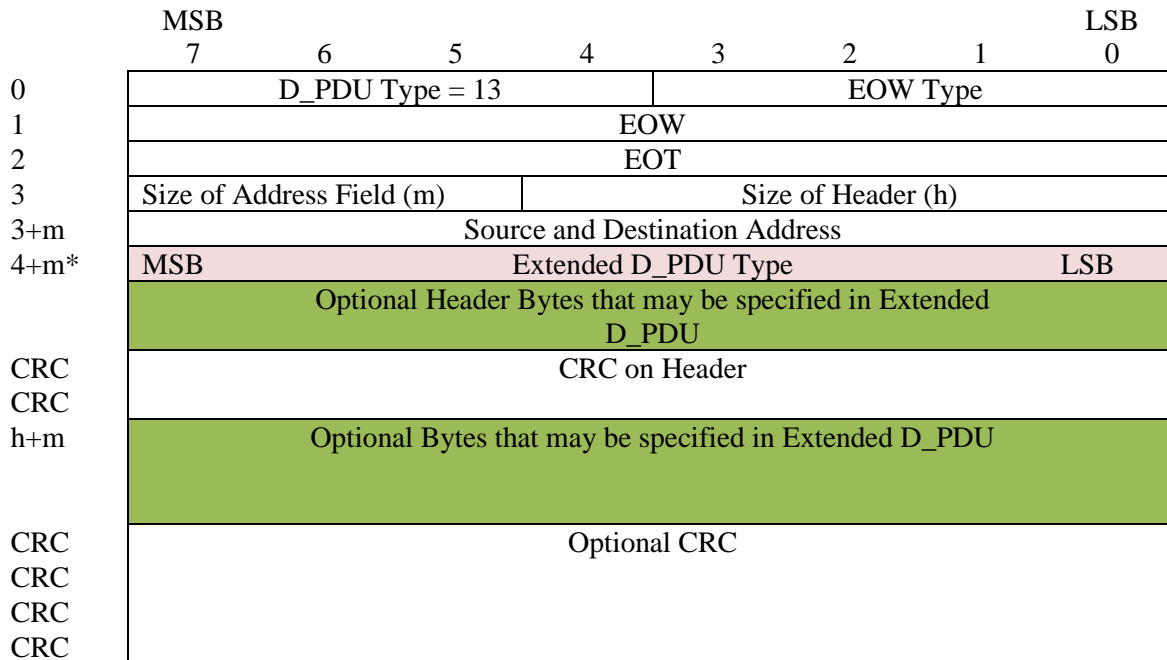 MSB LSB
7 6 5 4 3 2 1 0
0 D_PDU Type = 13 EOW Type
1 EOW
2 EOT
3 Size of Address Field (m) Size of Header (h)
3+m Source and Destination Address
4+m* MSB Extended D_PDU Type LSB
Optional Header Bytes that may be specified in Extended
D_PDU
CRC CRC on Header
CRC
h+m Optional Bytes that may be specified in Extended D_PDU
CRC Optional CRC
CRC
CRC
CRC